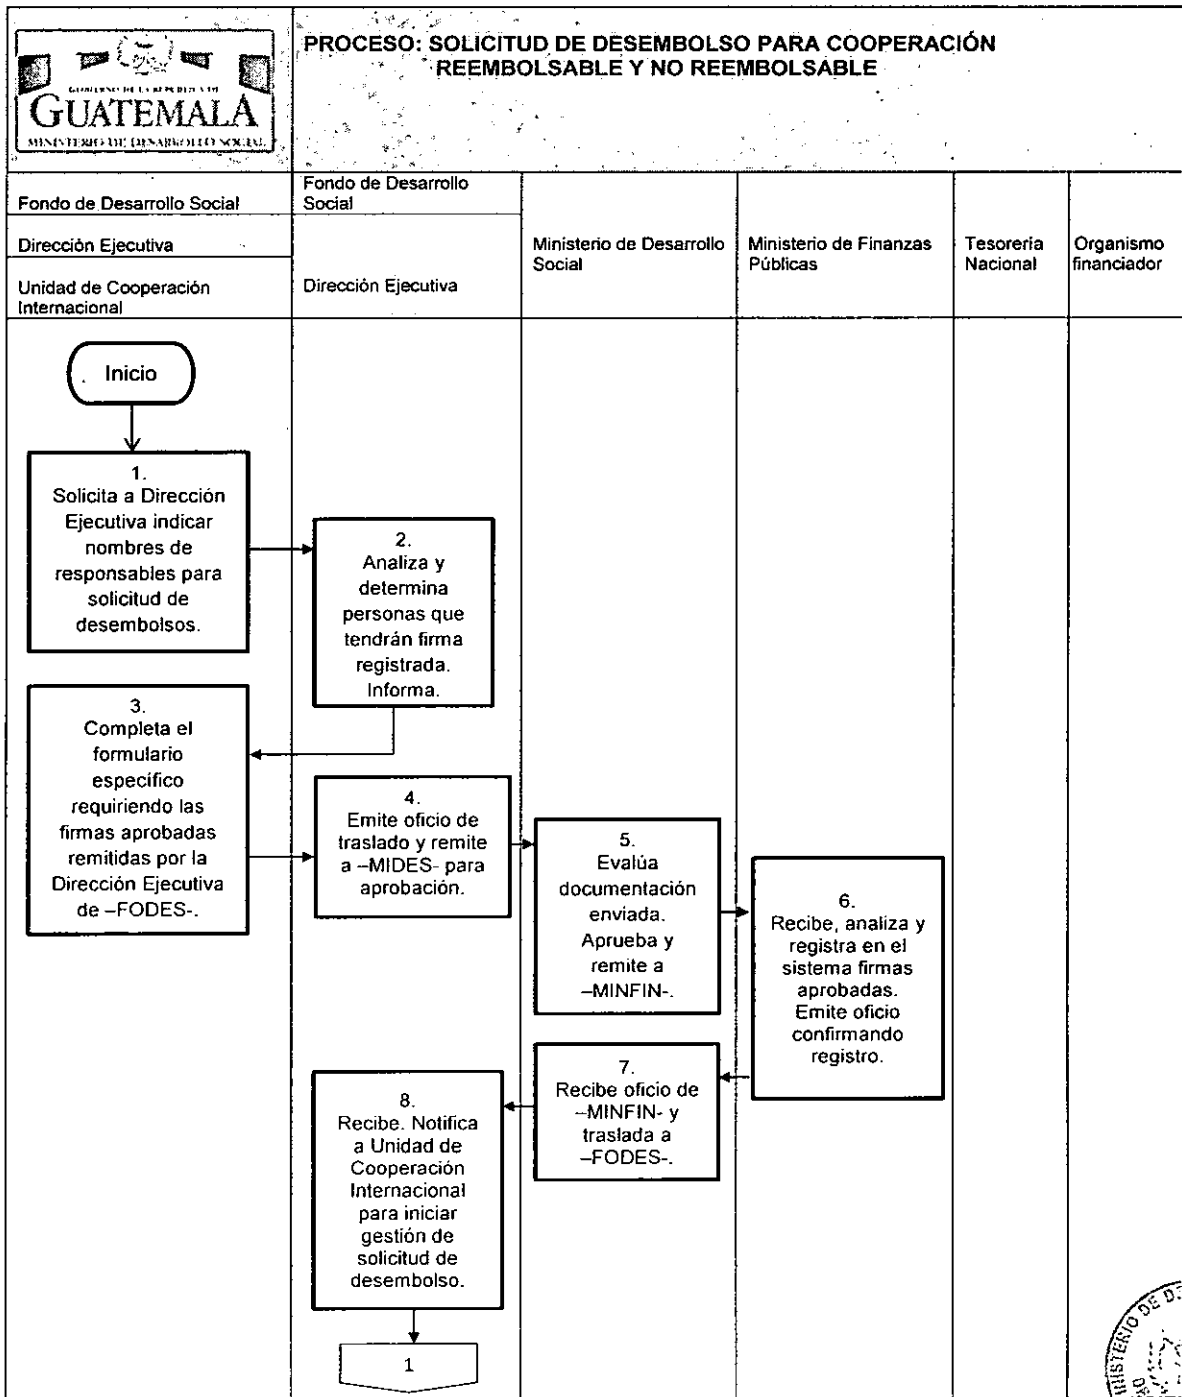 GOBIERNO DE LA REPUBLICA DE
GUATEMALA
MINISTERIO DE DESARROLLO SOCIAL
PROCESO: SOLICITUD DE DESEMBOLSO PARA COOPERACIÓN
REEMBOLSABLE Y NO REEMBOLSABLE
Fondo de Desarrollo Social
Dirección Ejecutiva
Unidad de Cooperación
Internacional
Fondo de Desarrollo
Social
Dirección Ejecutiva
Ministerio de Desarrollo
Social
Ministerio de Finanzas
Públicas
Tesorería
Nacional
Organismo
financiador
Inicio
1.
Solicita a Dirección
Ejecutiva indicar
nombres de
responsables para
solicitud de
desembolsos.
2.
Analiza y
determina
personas que
tendrán firma
registrada.
Informa.
3.
Completa el
formulario
específico
requiriendo las
firmas aprobadas
remitidas por la
Dirección Ejecutiva
de –FODES-.
4.
Emite oficio de
traslado y remite
a –MIDES- para
aprobación.
5.
Evalúa
documentación
enviada.
Aprueba y
remite a
–MINFIN-.
6.
Recibe, analiza y
registra en el
sistema firmas
aprobadas.
Emite oficio
confirmando
registro.
7.
Recibe oficio de
–MINFIN- y
traslada a
–FODES-.
8.
Recibe. Notifica
a Unidad de
Cooperación
Internacional
para iniciar
gestión de
solicitud de
desembolso.
1